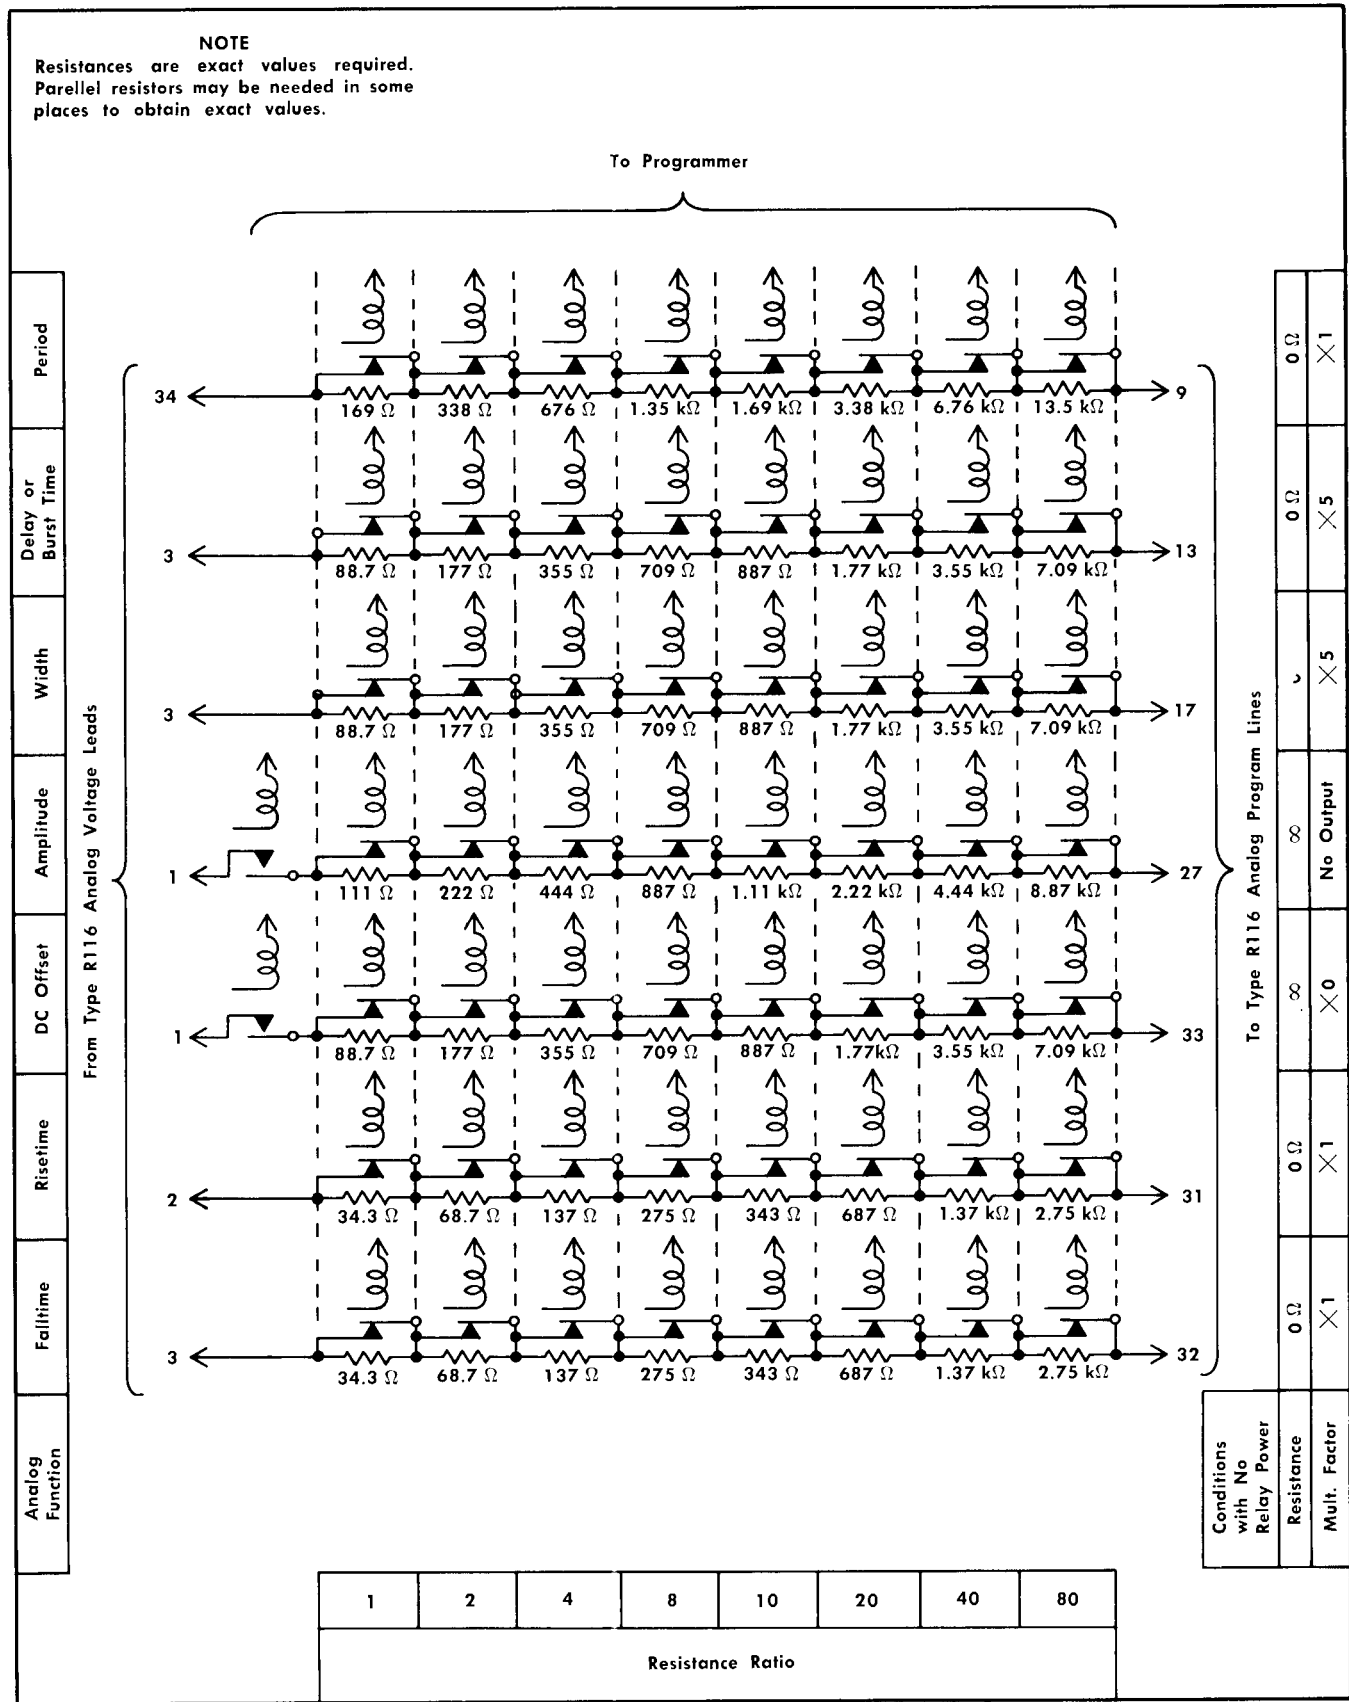 NOTE
Resistances are exact values required.
Parellel resistors may be needed in some
places to obtain exact values.
To Programmer
Period
34
169 Ω 338 Ω 676 Ω 1.35 kΩ 1.69 kΩ 3.38 kΩ 6.76 kΩ 13.5 kΩ
9
0 Ω
×1
Delay or
Burst Time
3
88.7 Ω 177 Ω 355 Ω 709 Ω 887 Ω 1.77 kΩ 3.55 kΩ 7.09 kΩ
13
0 Ω
×5
Width
3
88.7 Ω 177 Ω 355 Ω 709 Ω 887 Ω 1.77 kΩ 3.55 kΩ 7.09 kΩ
17
×5
From Type R116 Analog Voltage Leads
To Type R116 Analog Program Lines
Amplitude
1
111 Ω 222 Ω 444 Ω 887 Ω 1.11 kΩ 2.22 kΩ 4.44 kΩ 8.87 kΩ
27
∞
No Output
DC Offset
1
88.7 Ω 177 Ω 355 Ω 709 Ω 887 Ω 1.77kΩ 3.55 kΩ 7.09 kΩ
33
∞
×0
Risetime
2
34.3 Ω 68.7 Ω 137 Ω 275 Ω 343 Ω 687 Ω 1.37 kΩ 2.75 kΩ
31
0 Ω
×1
Falltime
3
34.3 Ω 68.7 Ω 137 Ω 275 Ω 343 Ω 687 Ω 1.37 kΩ 2.75 kΩ
32
0 Ω
×1
Analog
Function
Conditions
with No
Relay Power
Resistance
Mult. Factor
1 2 4 8 10 20 40 80
Resistance Ratio